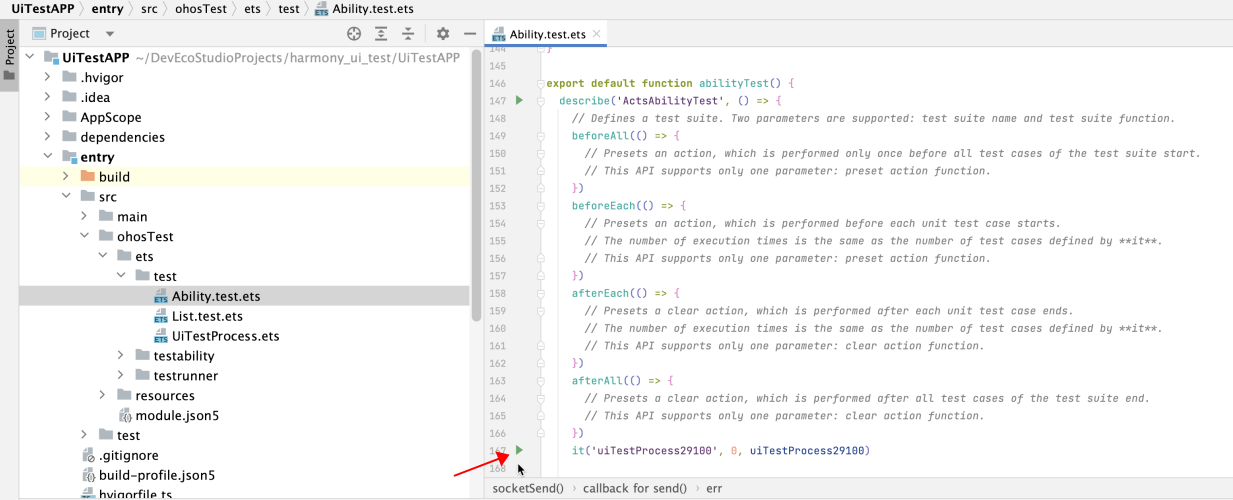 UiTestAPP 〉 entry 〉 src 〉 ohosTest 〉 ets 〉 test 〉 Ability.test.ets
Project
Project
UiTestAPP ~/DevEcoStudioProjects/harmony_ui_test/UiTestAPP
.hvigor
.idea
AppScope
dependencies
entry
build
src
main
ohosTest
ets
test
Ability.test.ets
List.test.ets
UiTestProcess.ets
testability
testrunner
resources
module.json5
test
.gitignore
build-profile.json5
hvigorfile.ts
Ability.test.ets
144 }
145
146 export default function abilityTest() {
147 describe('ActsAbilityTest', () => {
148 // Defines a test suite. Two parameters are supported: test suite name and test suite function.
149 beforeAll(() => {
150 // Presets an action, which is performed only once before all test cases of the test suite start.
151 // This API supports only one parameter: preset action function.
152 })
153 beforeEach(() => {
154 // Presets an action, which is performed before each unit test case starts.
155 // The number of execution times is the same as the number of test cases defined by **it**.
156 // This API supports only one parameter: preset action function.
157 })
158 afterEach(() => {
159 // Presets a clear action, which is performed after each unit test case ends.
160 // The number of execution times is the same as the number of test cases defined by **it**.
161 // This API supports only one parameter: clear action function.
162 })
163 afterAll(() => {
164 // Presets a clear action, which is performed after all test cases of the test suite end.
165 // This API supports only one parameter: clear action function.
166 })
167 it('uiTestProcess29100', 0, uiTestProcess29100)
168
socketSend() › callback for send() › err